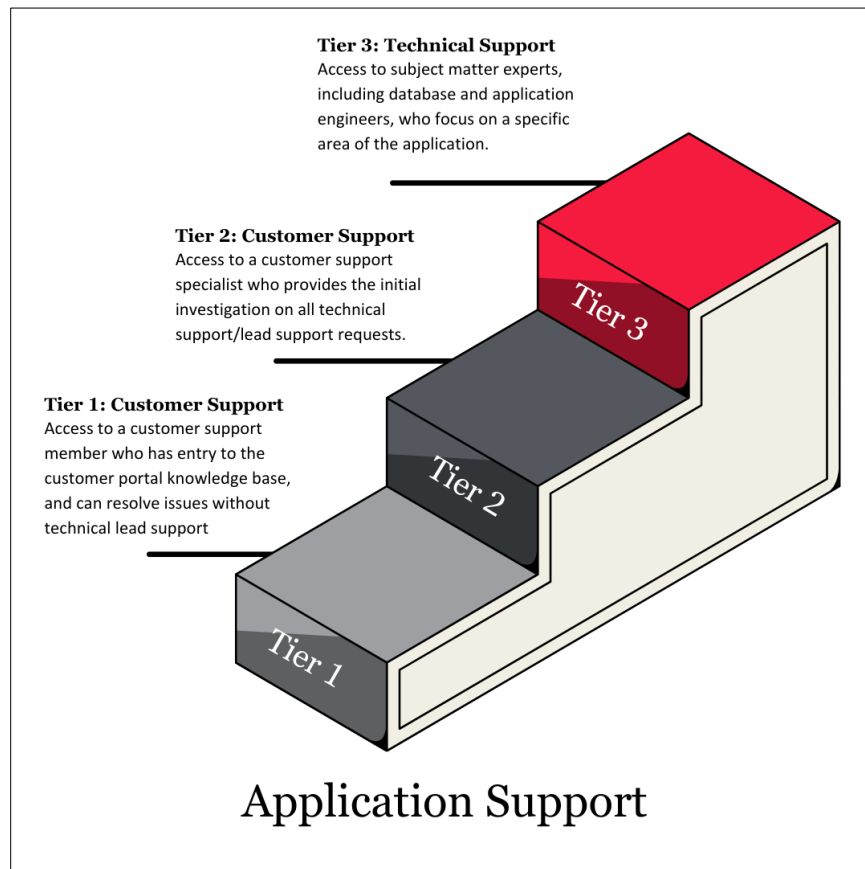 Tier 3: Technical Support
Access to subject matter experts,
including database and application
engineers, who focus on a specific
area of the application.
Tier 2: Customer Support
Access to a customer support
specialist who provides the initial
investigation on all technical
support/lead support requests.
Tier 3
Tier 1: Customer Support
Access to a customer support
member who has entry to the
customer portal knowledge base,
and can resolve issues without
technical lead support
Tier 2
Tier 1
Application Support